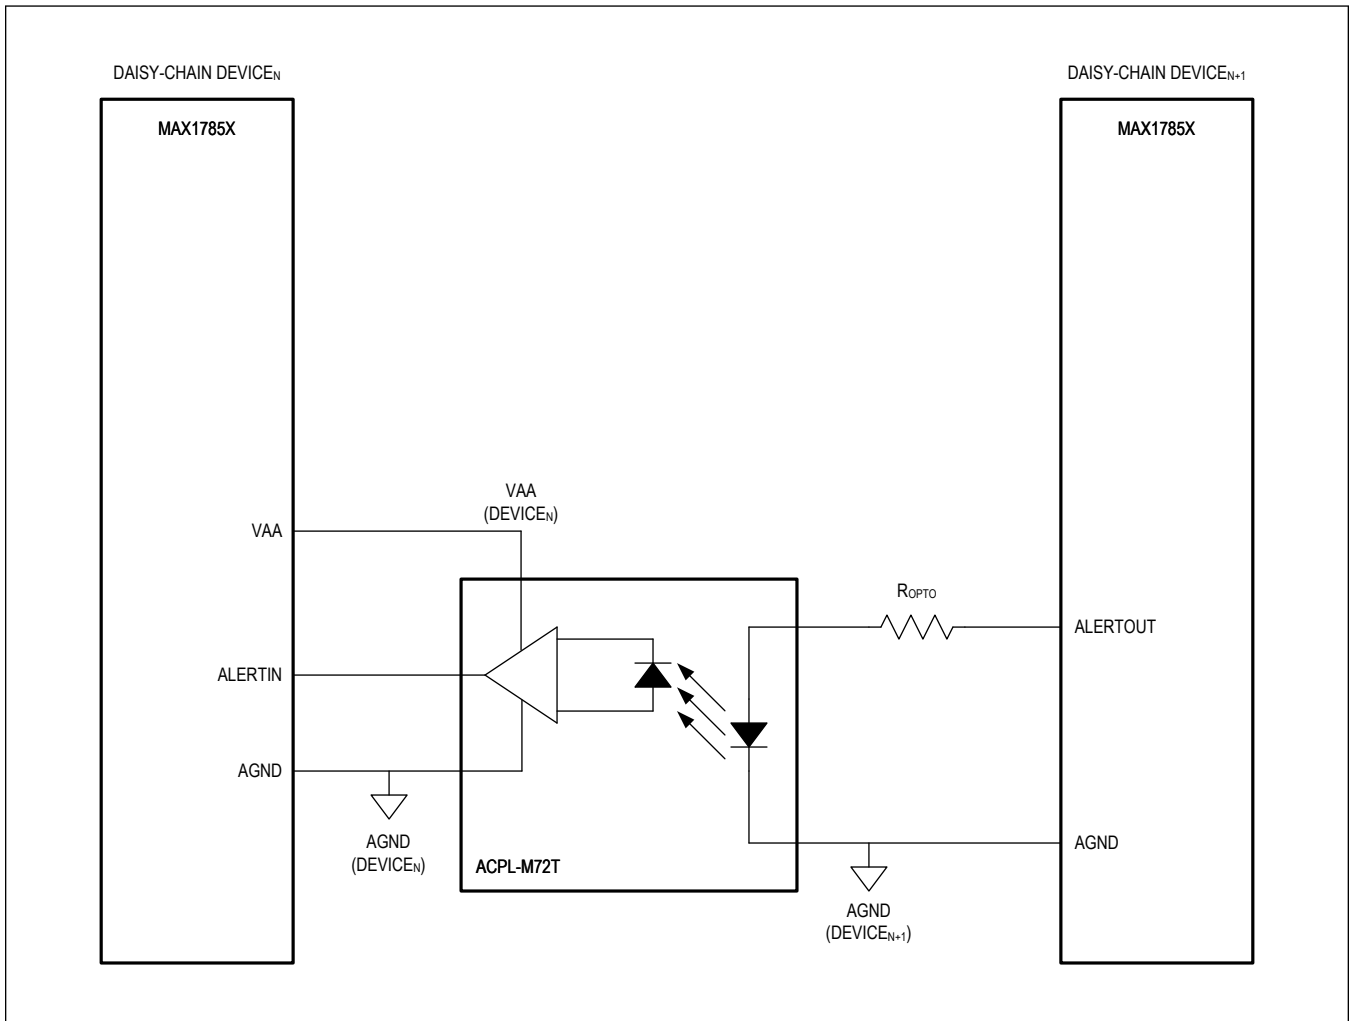 DAISY-CHAIN DEVICEN
DAISY-CHAIN DEVICEN+1
MAX1785X
MAX1785X
VAA
(DEVICEN)
VAA
ROPTO
ALERTOUT
ALERTIN
AGND
AGND
AGND
(DEVICEN)
ACPL-M72T
AGND
(DEVICEN+1)